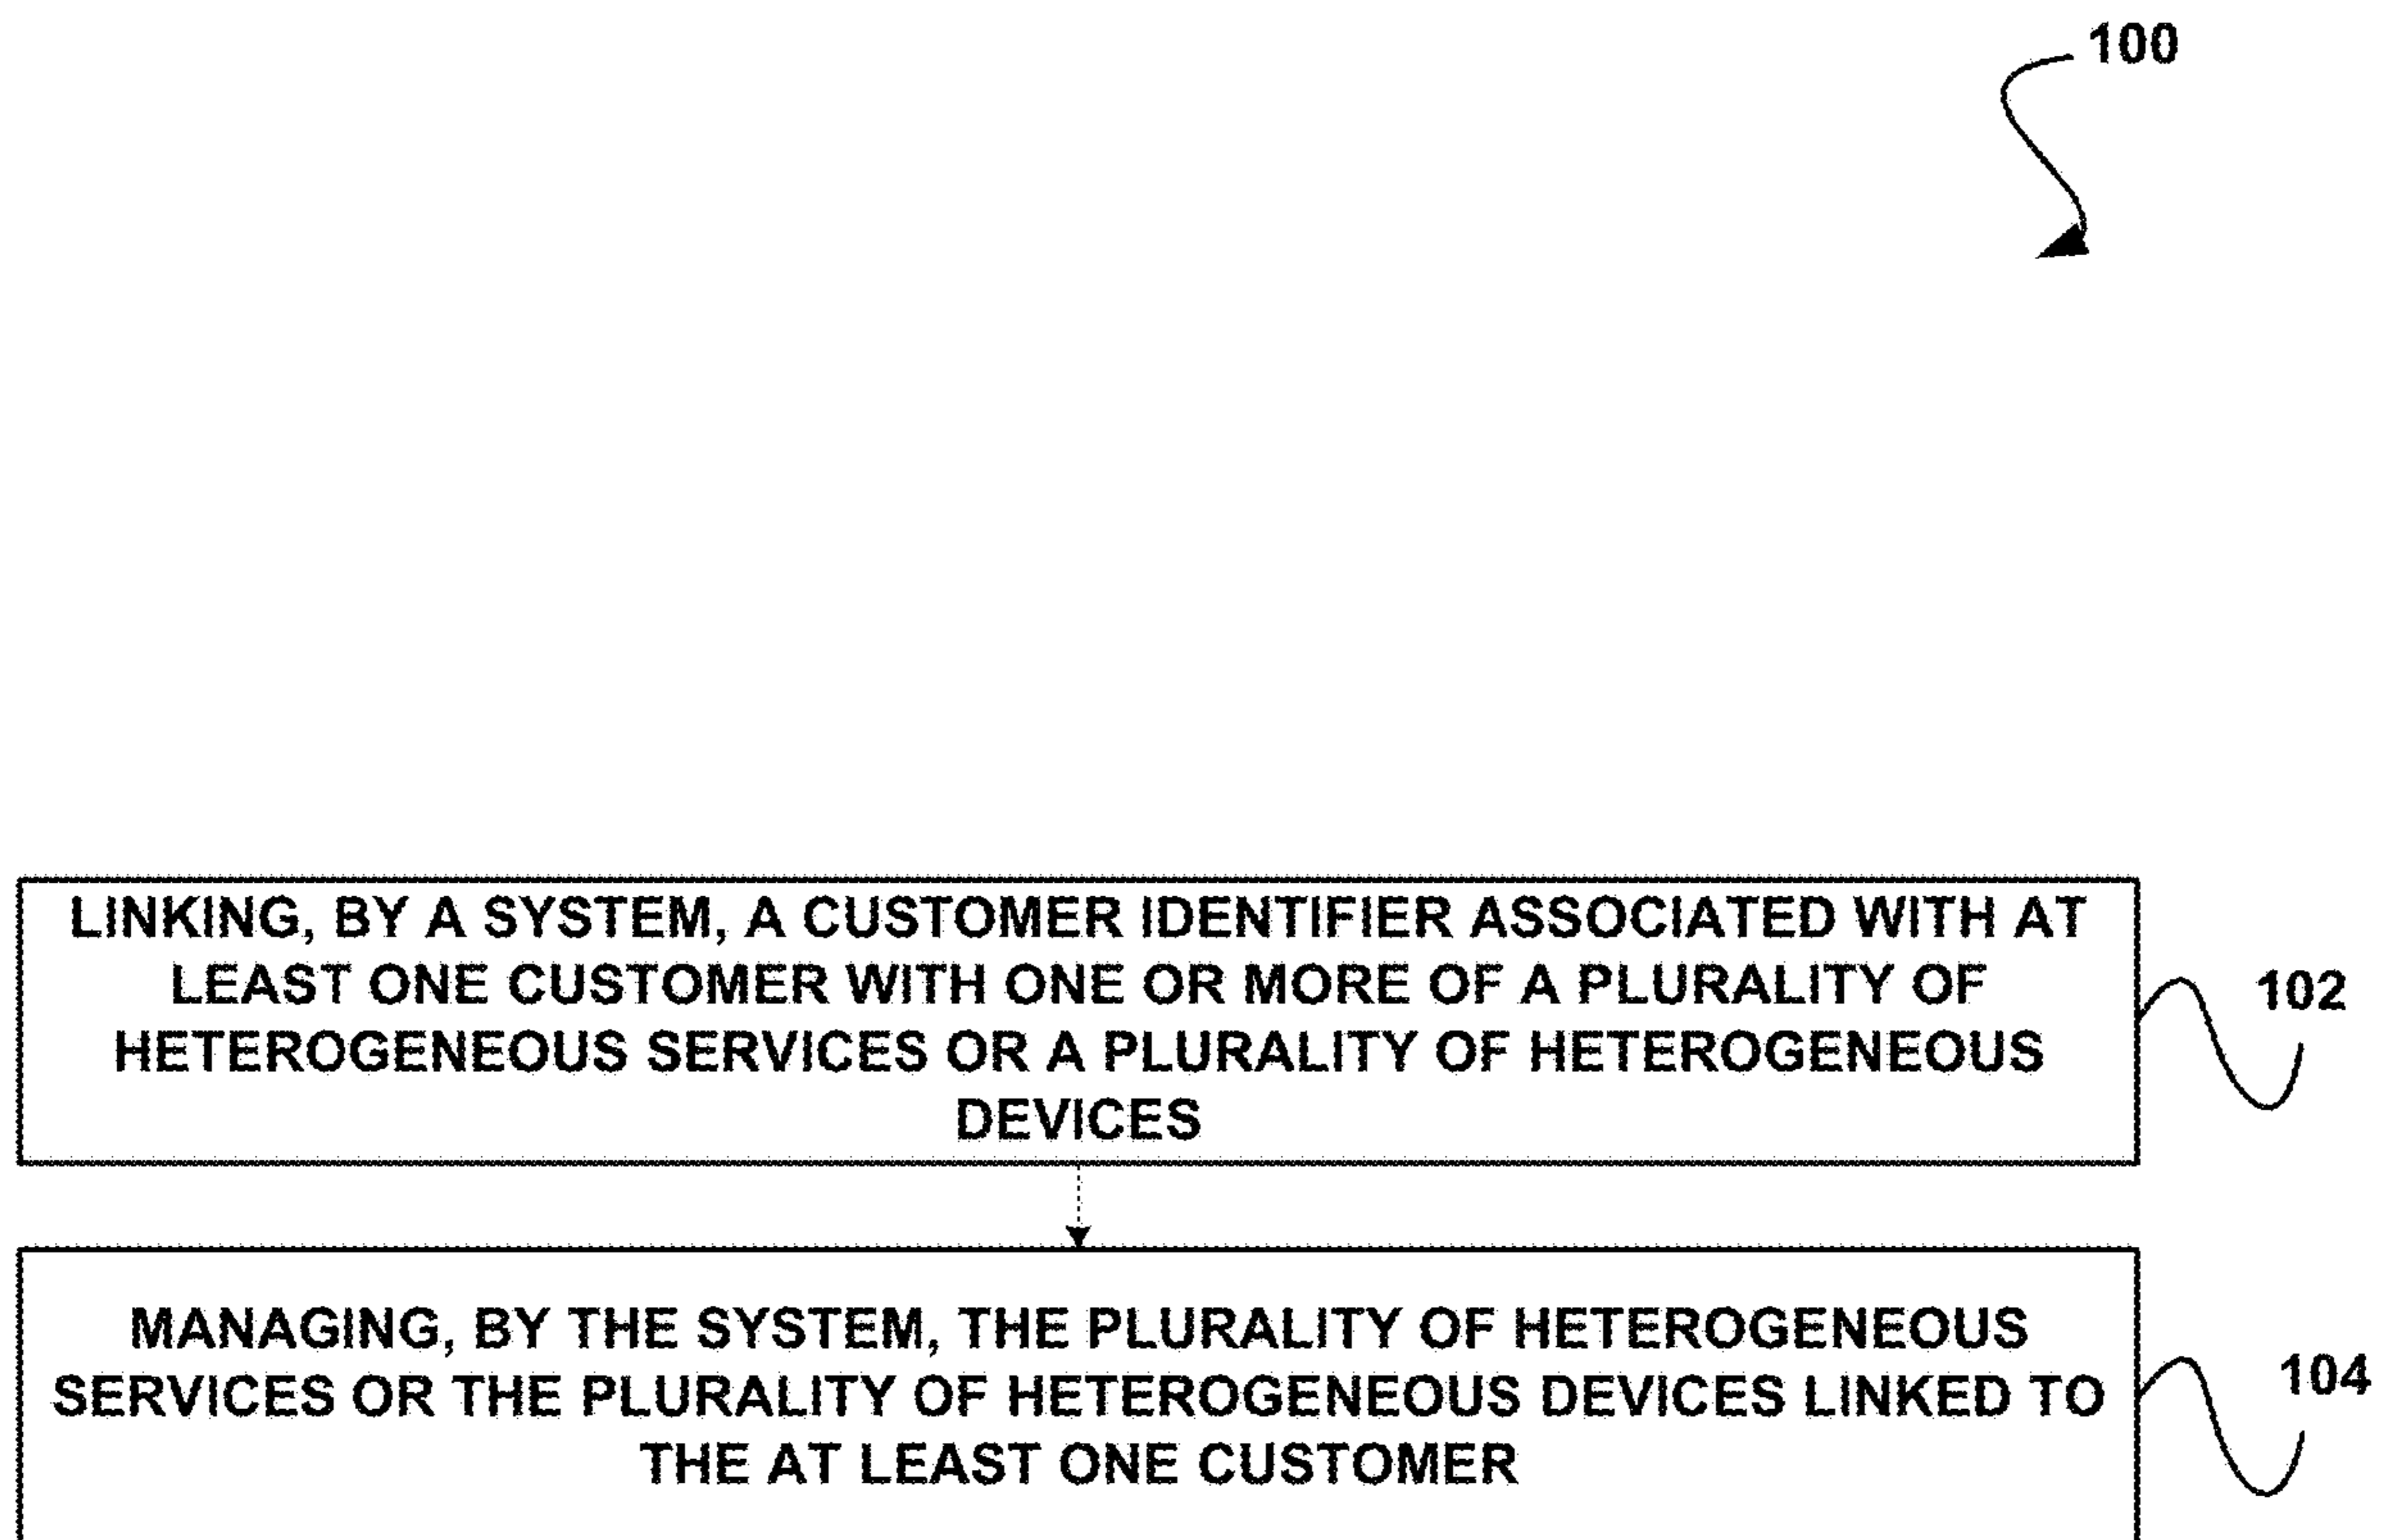 100
LINKING, BY A SYSTEM, A CUSTOMER IDENTIFIER ASSOCIATED WITH AT
LEAST ONE CUSTOMER WITH ONE OR MORE OF A PLURALITY OF
HETEROGENEOUS SERVICES OR A PLURALITY OF HETEROGENEOUS
DEVICES
102
MANAGING, BY THE SYSTEM, THE PLURALITY OF HETEROGENEOUS
SERVICES OR THE PLURALITY OF HETEROGENEOUS DEVICES LINKED TO
THE AT LEAST ONE CUSTOMER
104